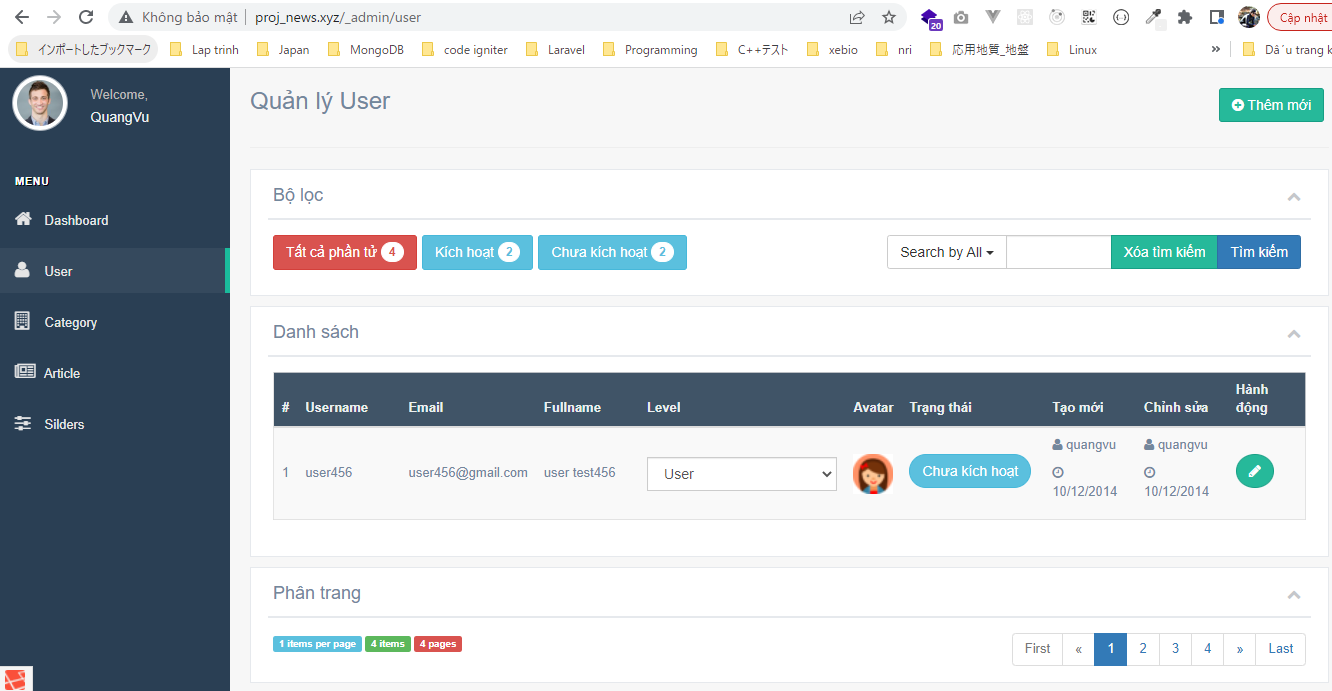 Không bảo mật proj_news.xyz/_admin/user 20 Cập nhật
インポートしたブックマーク Lap trinh Japan MongoDB code igniter Laravel Programming C++テスト xebio nri 応用地質_地盤 Linux » Dấu trang k
Welcome,
QuangVu
Quản lý User
Thêm mới
MENU
Dashboard
User
Category
Article
Silders
Bộ lọc
Tất cả phần tử 4 Kích hoạt 2 Chưa kích hoạt 2 Search by All Xóa tìm kiếm Tìm kiếm
Danh sách
# Username Email Fullname Level Avatar Trạng thái Tạo mới Chỉnh sửa Hành động
1 user456 user456@gmail.com user test456 User Chưa kích hoạt
quangvu quangvu
10/12/2014 10/12/2014
Phân trang
1 items per page 4 items 4 pages First « 1 2 3 4 » Last